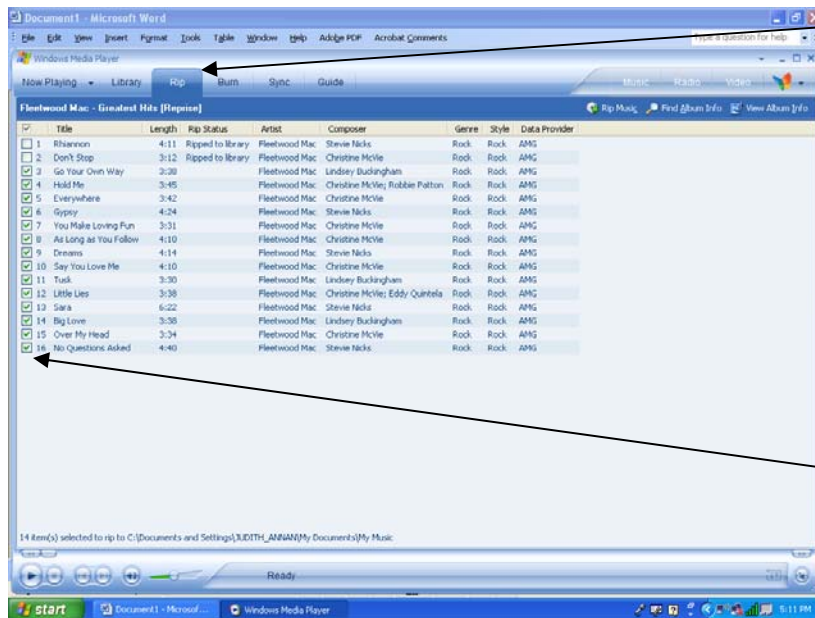 Document1 - Microsoft Word
File Edit View Insert Format Tools Table Window Help Adobe PDF Acrobat Comments Type a question for help
Windows Media Player
Now Playing Library Rip Burn Sync Guide Music Radio Video
Fleetwood Mac - Greatest Hits [Reprise] Rip Music Find Album Info View Album Info
Title Length Rip Status Artist Composer Genre Style Data Provider
1 Rhiannon 4:11 Ripped to library Fleetwood Mac Stevie Nicks Rock Rock AMG
2 Don't Stop 3:12 Ripped to library Fleetwood Mac Christine McVie Rock Rock AMG
3 Go Your Own Way 3:38 Fleetwood Mac Lindsey Buckingham Rock Rock AMG
4 Hold Me 3:45 Fleetwood Mac Christine McVie; Robbie Patton Rock Rock AMG
5 Everywhere 3:42 Fleetwood Mac Christine McVie Rock Rock AMG
6 Gypsy 4:24 Fleetwood Mac Stevie Nicks Rock Rock AMG
7 You Make Loving Fun 3:31 Fleetwood Mac Christine McVie Rock Rock AMG
8 As Long as You Follow 4:10 Fleetwood Mac Christine McVie Rock Rock AMG
9 Dreams 4:14 Fleetwood Mac Stevie Nicks Rock Rock AMG
10 Say You Love Me 4:10 Fleetwood Mac Christine McVie Rock Rock AMG
11 Tusk 3:30 Fleetwood Mac Lindsey Buckingham Rock Rock AMG
12 Little Lies 3:38 Fleetwood Mac Christine McVie; Eddy Quintela Rock Rock AMG
13 Sara 6:22 Fleetwood Mac Stevie Nicks Rock Rock AMG
14 Big Love 3:38 Fleetwood Mac Lindsey Buckingham Rock Rock AMG
15 Over My Head 3:34 Fleetwood Mac Christine McVie Rock Rock AMG
16 No Questions Asked 4:40 Fleetwood Mac Stevie Nicks Rock Rock AMG
14 item(s) selected to rip to C:\Documents and Settings\JUDITH_ANNAN\My Documents\My Music
Ready
start Document1 - Microsof... Windows Media Player 5:11 PM